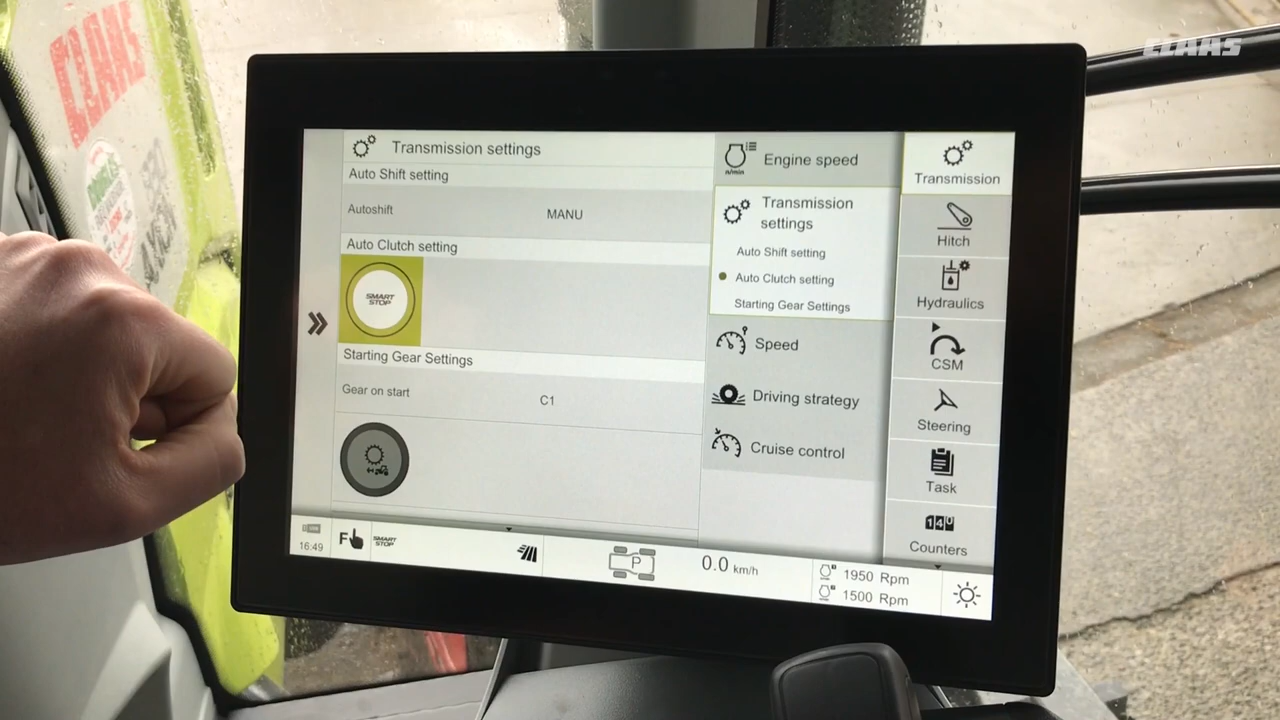 CLAAS
CLAAS
Transmission settings
Auto Shift setting
Autoshift
MANU
Auto Clutch setting
SMART
STOP
Starting Gear Settings
Gear on start
C1
Engine speed
n/min
Transmission
settings
Auto Shift setting
Auto Clutch setting
Starting Gear Settings
Speed
Driving strategy
Cruise control
Transmission
Hitch
Hydraulics
CSM
Steering
Task
Counters
16:49
F
SMART
STOP
P
0.0 km/h
1950 Rpm
1500 Rpm